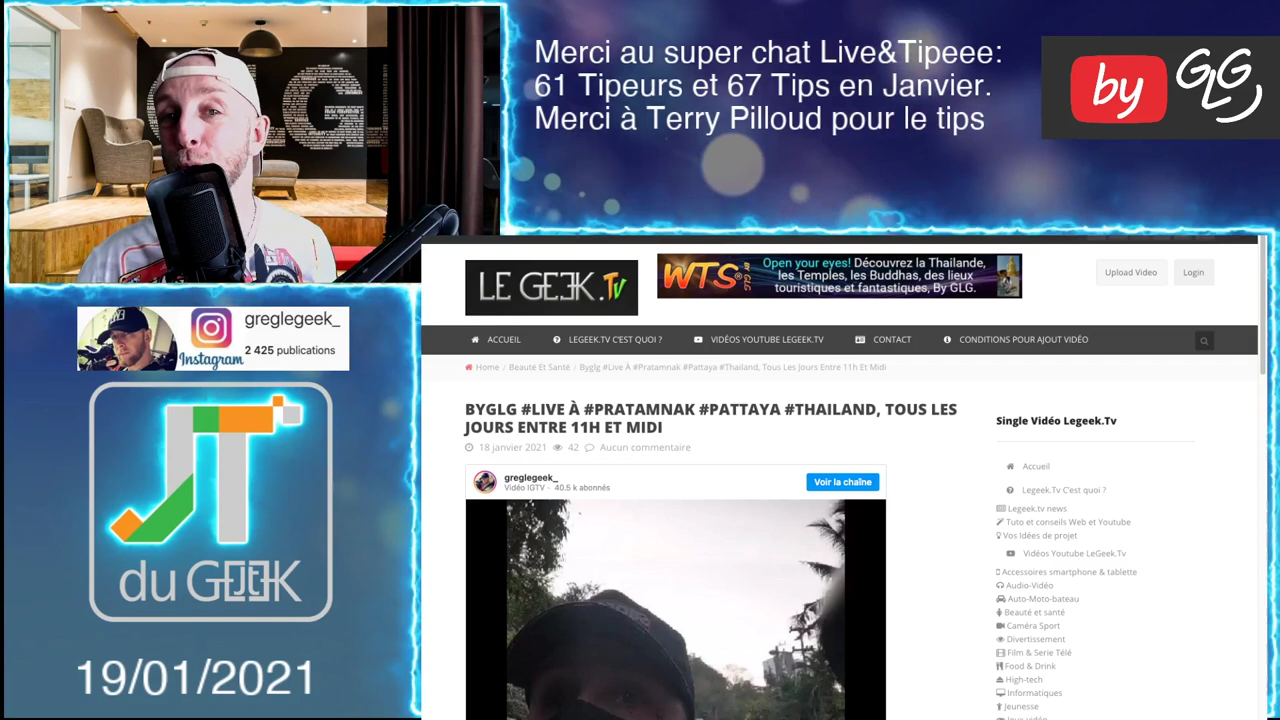 Merci au super chat Live&Tipeee:
61 Tipeurs et 67 Tips en Janvier.
Merci à Terry Pilloud pour le tips
by GLG
greglegeek_
2 425 publications
Instagram
JT
du GEEK
19/01/2021
LE GEEK.Tv
WTS® BY GLG
Open your eyes! Découvrez la Thailande,
les Temples, les Buddhas, des lieux
touristiques et fantastiques, By GLG.
Upload Video
Login
ACCUEIL
LEGEEK.TV C'EST QUOI ?
VIDÉOS YOUTUBE LEGEEK.TV
CONTACT
CONDITIONS POUR AJOUT VIDÉO
Home / Beauté Et Santé / Byglg #Live À #Pratamnak #Pattaya #Thailand, Tous Les Jours Entre 11h Et Midi
BYGLG #LIVE À #PRATAMNAK #PATTAYA #THAILAND, TOUS LES
JOURS ENTRE 11H ET MIDI
18 janvier 2021 42 Aucun commentaire
greglegeek_
Vidéo IGTV · 40.5 k abonnés
Voir la chaîne
Single Vidéo Legeek.Tv
Accueil
Legeek.Tv C'est quoi ?
Legeek.tv news
Tuto et conseils Web et Youtube
Vos Idées de projet
Vidéos Youtube LeGeek.Tv
Accessoires smartphone & tablette
Audio-Vidéo
Auto-Moto-bateau
Beauté et santé
Caméra Sport
Divertissement
Film & Serie Télé
Food & Drink
High-tech
Informatiques
Jeunesse